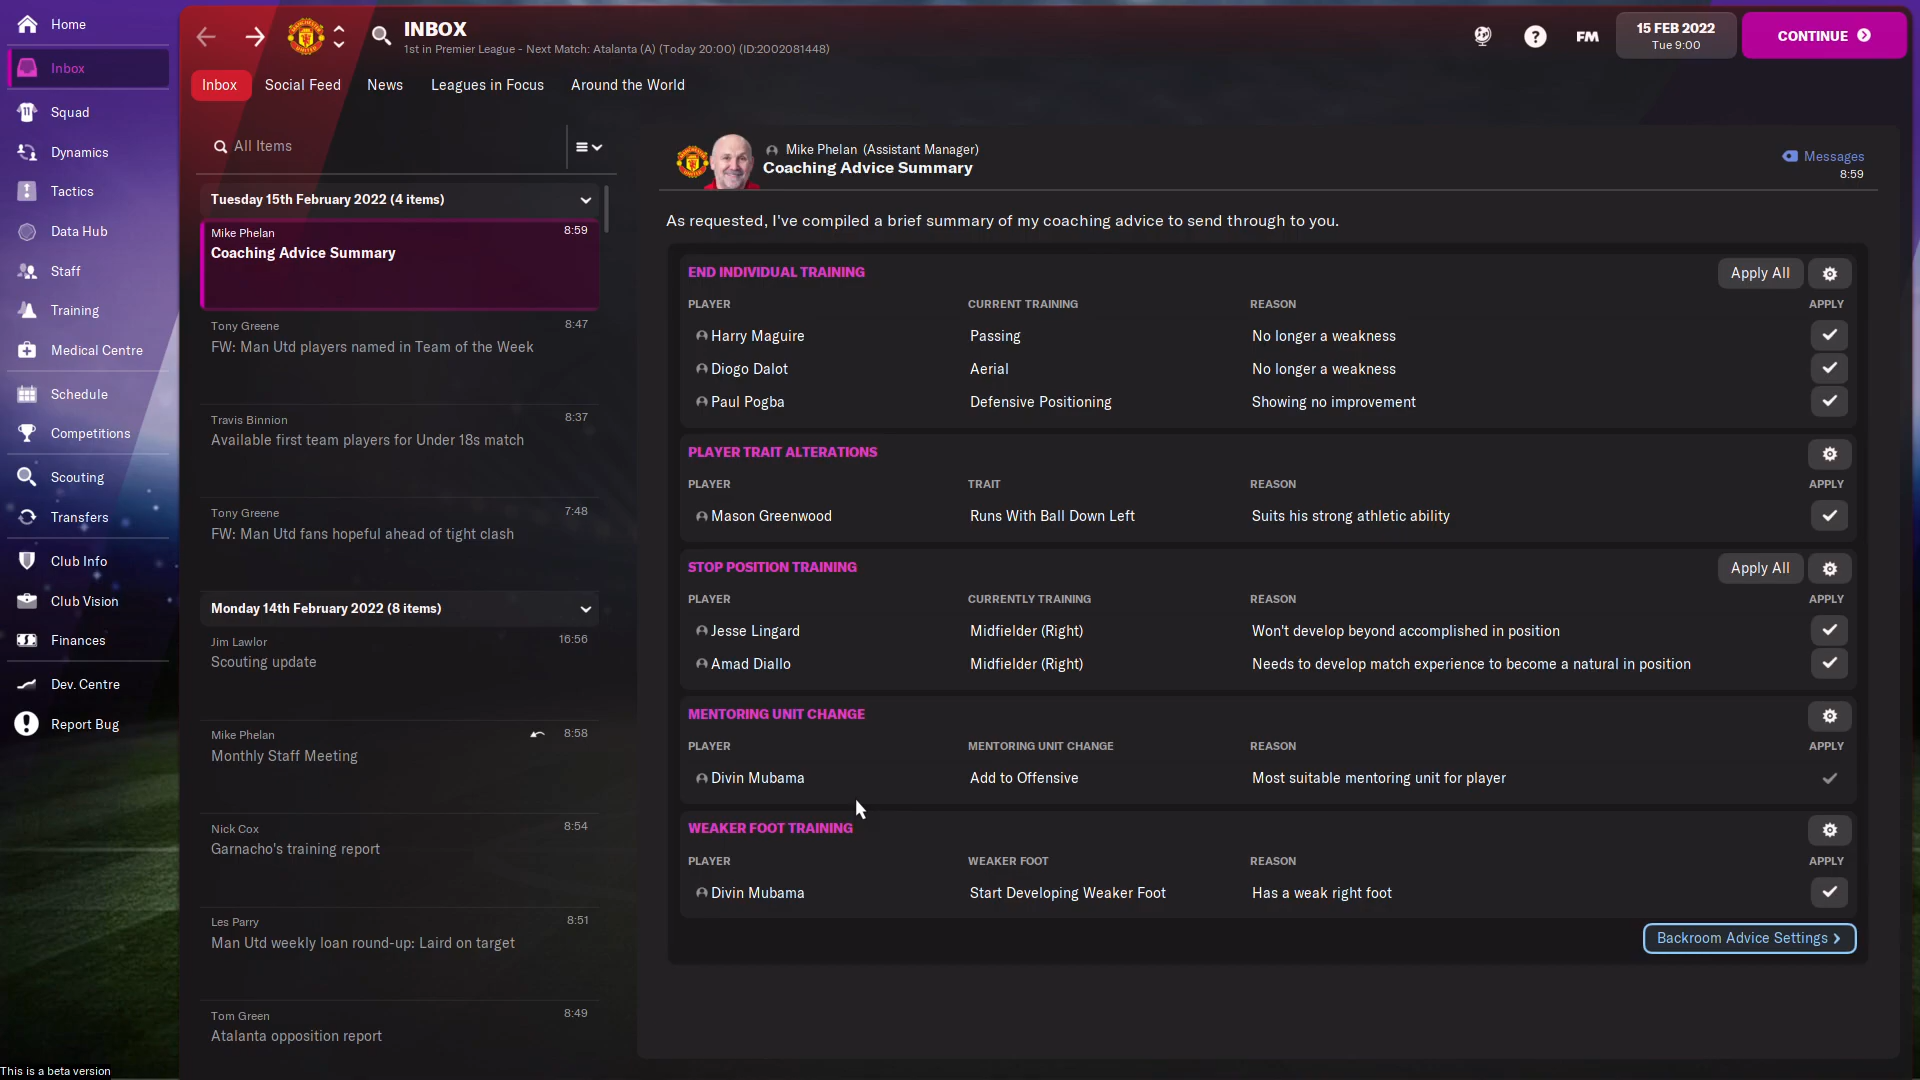 Home
Inbox
Squad
Dynamics
Tactics
Data Hub
Staff
Training
Medical Centre
Schedule
Competitions
Scouting
Transfers
Club Info
Club Vision
Finances
Dev. Centre
Report Bug
This is a beta version
INBOX
1st in Premier League - Next Match: Atalanta (A) (Today 20:00) (ID:2002081448)
FM
15 FEB 2022
Tue 9:00
CONTINUE
Inbox Social Feed News Leagues in Focus Around the World
All Items
Tuesday 15th February 2022 (4 items)
Mike Phelan 8:59
Coaching Advice Summary
Tony Greene 8:47
FW: Man Utd players named in Team of the Week
Travis Binnion 8:37
Available first team players for Under 18s match
Tony Greene 7:48
FW: Man Utd fans hopeful ahead of tight clash
Monday 14th February 2022 (8 items)
Jim Lawlor 16:56
Scouting update
Mike Phelan 8:58
Monthly Staff Meeting
Nick Cox 8:54
Garnacho's training report
Les Parry 8:51
Man Utd weekly loan round-up: Laird on target
Tom Green 8:49
Atalanta opposition report
Mike Phelan (Assistant Manager)
Coaching Advice Summary
Messages
8:59
As requested, I've compiled a brief summary of my coaching advice to send through to you.
END INDIVIDUAL TRAINING Apply All
PLAYER CURRENT TRAINING REASON APPLY
Harry Maguire Passing No longer a weakness
Diogo Dalot Aerial No longer a weakness
Paul Pogba Defensive Positioning Showing no improvement
PLAYER TRAIT ALTERATIONS
PLAYER TRAIT REASON APPLY
Mason Greenwood Runs With Ball Down Left Suits his strong athletic ability
STOP POSITION TRAINING Apply All
PLAYER CURRENTLY TRAINING REASON APPLY
Jesse Lingard Midfielder (Right) Won't develop beyond accomplished in position
Amad Diallo Midfielder (Right) Needs to develop match experience to become a natural in position
MENTORING UNIT CHANGE
PLAYER MENTORING UNIT CHANGE REASON APPLY
Divin Mubama Add to Offensive Most suitable mentoring unit for player
WEAKER FOOT TRAINING
PLAYER WEAKER FOOT REASON APPLY
Divin Mubama Start Developing Weaker Foot Has a weak right foot
Backroom Advice Settings